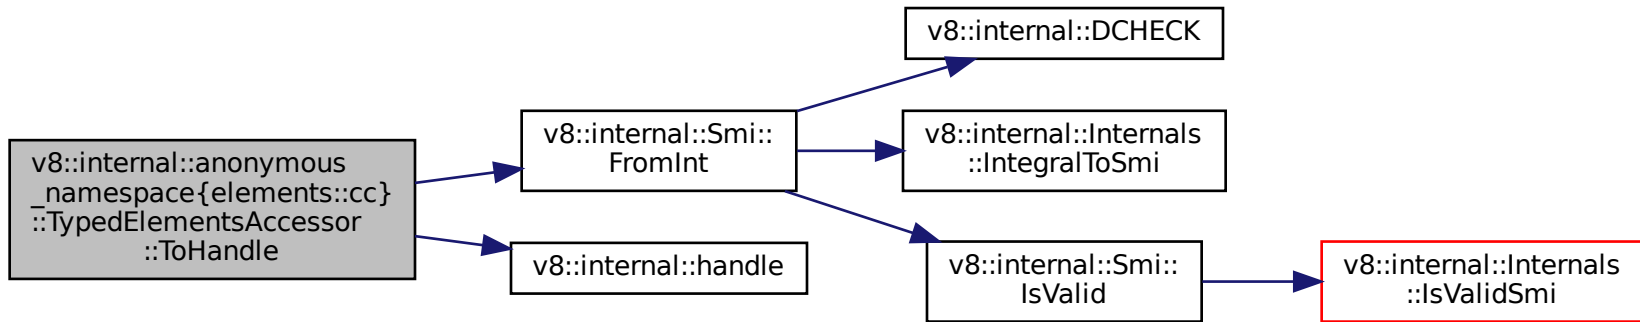 v8::internal::anonymous
_namespace{elements::cc}
::TypedElementsAccessor
::ToHandle
v8::internal::Smi::
FromInt
v8::internal::handle
v8::internal::DCHECK
v8::internal::Internals
::IntegralToSmi
v8::internal::Smi::
IsValid
v8::internal::Internals
::IsValidSmi